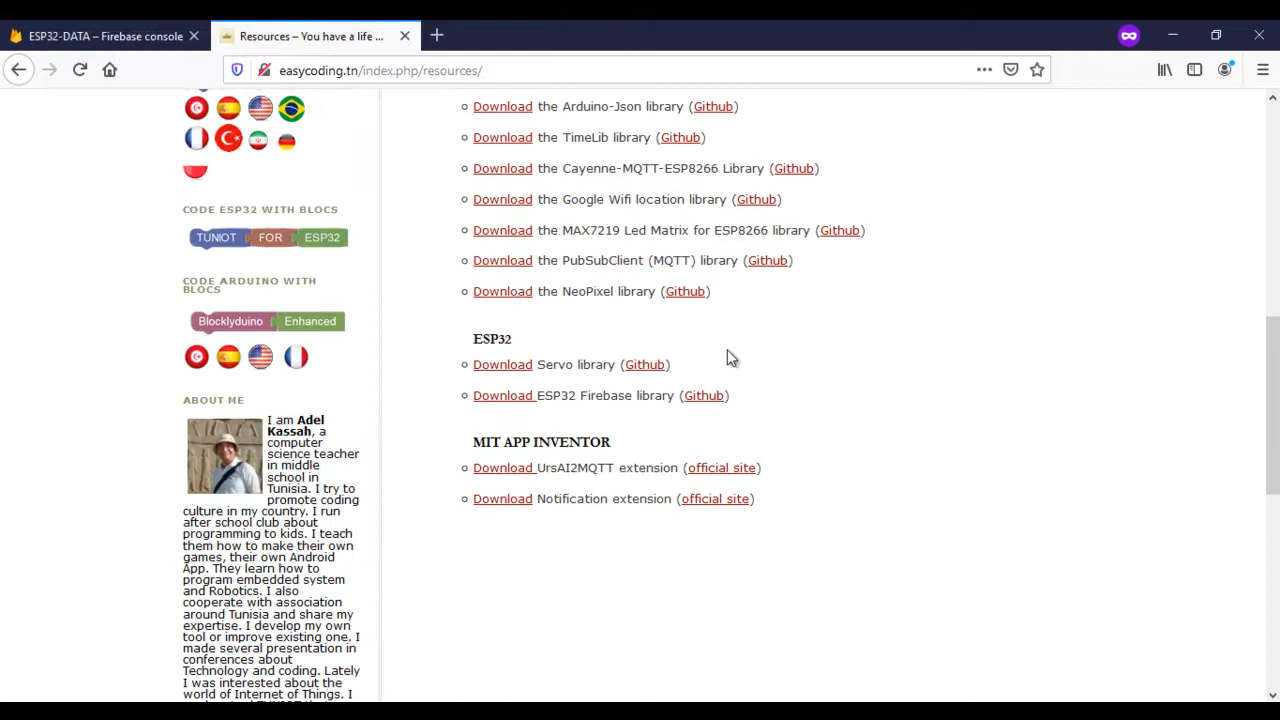 ESP32-DATA – Firebase console
Resources – You have a life ...
easycoding.tn/index.php/resources/
CODE ESP32 WITH BLOCS
TUNIOT FOR ESP32
CODE ARDUINO WITH
BLOCS
Blocklyduino Enhanced
ABOUT ME
I am Adel
Kassah, a
computer
science teacher
in middle
school in
Tunisia. I try to
promote coding
culture in my country. I run
after school club about
programming to kids. I teach
them how to make their own
games, their own Android
App. They learn how to
program embedded system
and Robotics. I also
cooperate with association
around Tunisia and share my
expertise. I develop my own
tool or improve existing one. I
made several presentation in
conferences about
Technology and coding. Lately
I was interested about the
world of Internet of Things. I
Download the Arduino-Json library (Github)
Download the TimeLib library (Github)
Download the Cayenne-MQTT-ESP8266 Library (Github)
Download the Google Wifi location library (Github)
Download the MAX7219 Led Matrix for ESP8266 library (Github)
Download the PubSubClient (MQTT) library (Github)
Download the NeoPixel library (Github)
ESP32
Download Servo library (Github)
Download ESP32 Firebase library (Github)
MIT APP INVENTOR
Download UrsAI2MQTT extension (official site)
Download Notification extension (official site)